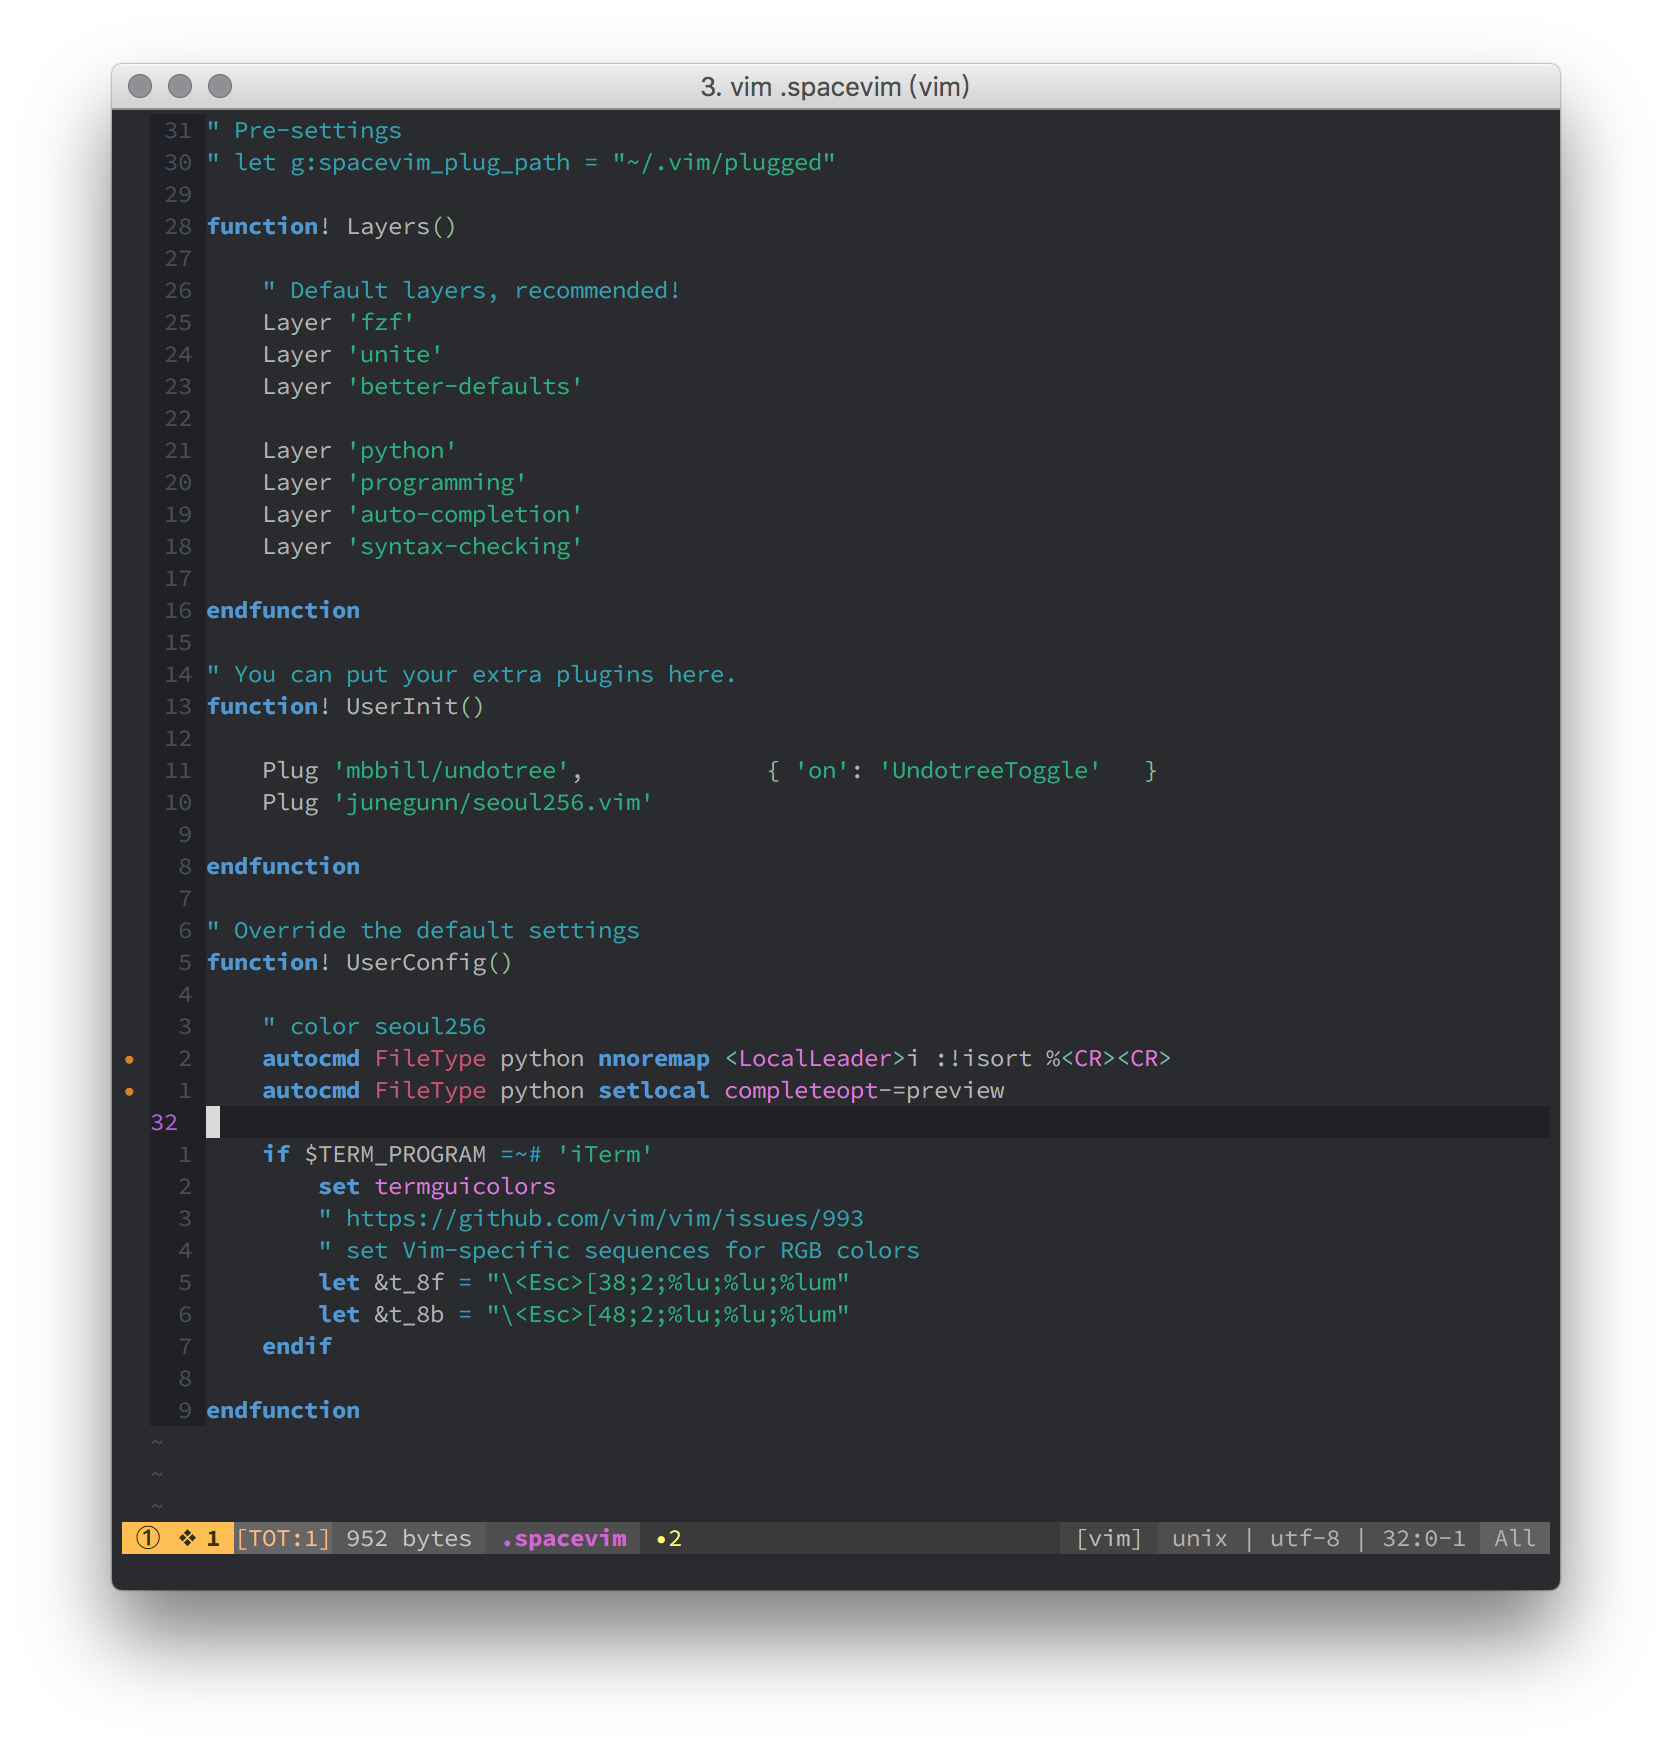 3. vim .spacevim (vim)
31 " Pre-settings
30 " let g:spacevim_plug_path = "~/.vim/plugged"
29
28 function! Layers()
27
26     " Default layers, recommended!
25     Layer 'fzf'
24     Layer 'unite'
23     Layer 'better-defaults'
22
21     Layer 'python'
20     Layer 'programming'
19     Layer 'auto-completion'
18     Layer 'syntax-checking'
17
16 endfunction
15
14 " You can put your extra plugins here.
13 function! UserInit()
12
11     Plug 'mbbill/undotree',             { 'on': 'UndotreeToggle'   }
10     Plug 'junegunn/seoul256.vim'
9
8 endfunction
7
6 " Override the default settings
5 function! UserConfig()
4
3     " color seoul256
• 2     autocmd FileType python nnoremap <LocalLeader>i :!isort %<CR><CR>
• 1     autocmd FileType python setlocal completeopt-=preview
32
1     if $TERM_PROGRAM =~# 'iTerm'
2         set termguicolors
3         " https://github.com/vim/vim/issues/993
4         " set Vim-specific sequences for RGB colors
5         let &t_8f = "\<Esc>[38;2;%lu;%lu;%lum"
6         let &t_8b = "\<Esc>[48;2;%lu;%lu;%lum"
7     endif
8
9 endfunction
~
~
~
① ❖ 1 [TOT:1] 952 bytes .spacevim •2 [vim] unix | utf-8 | 32:0-1 All